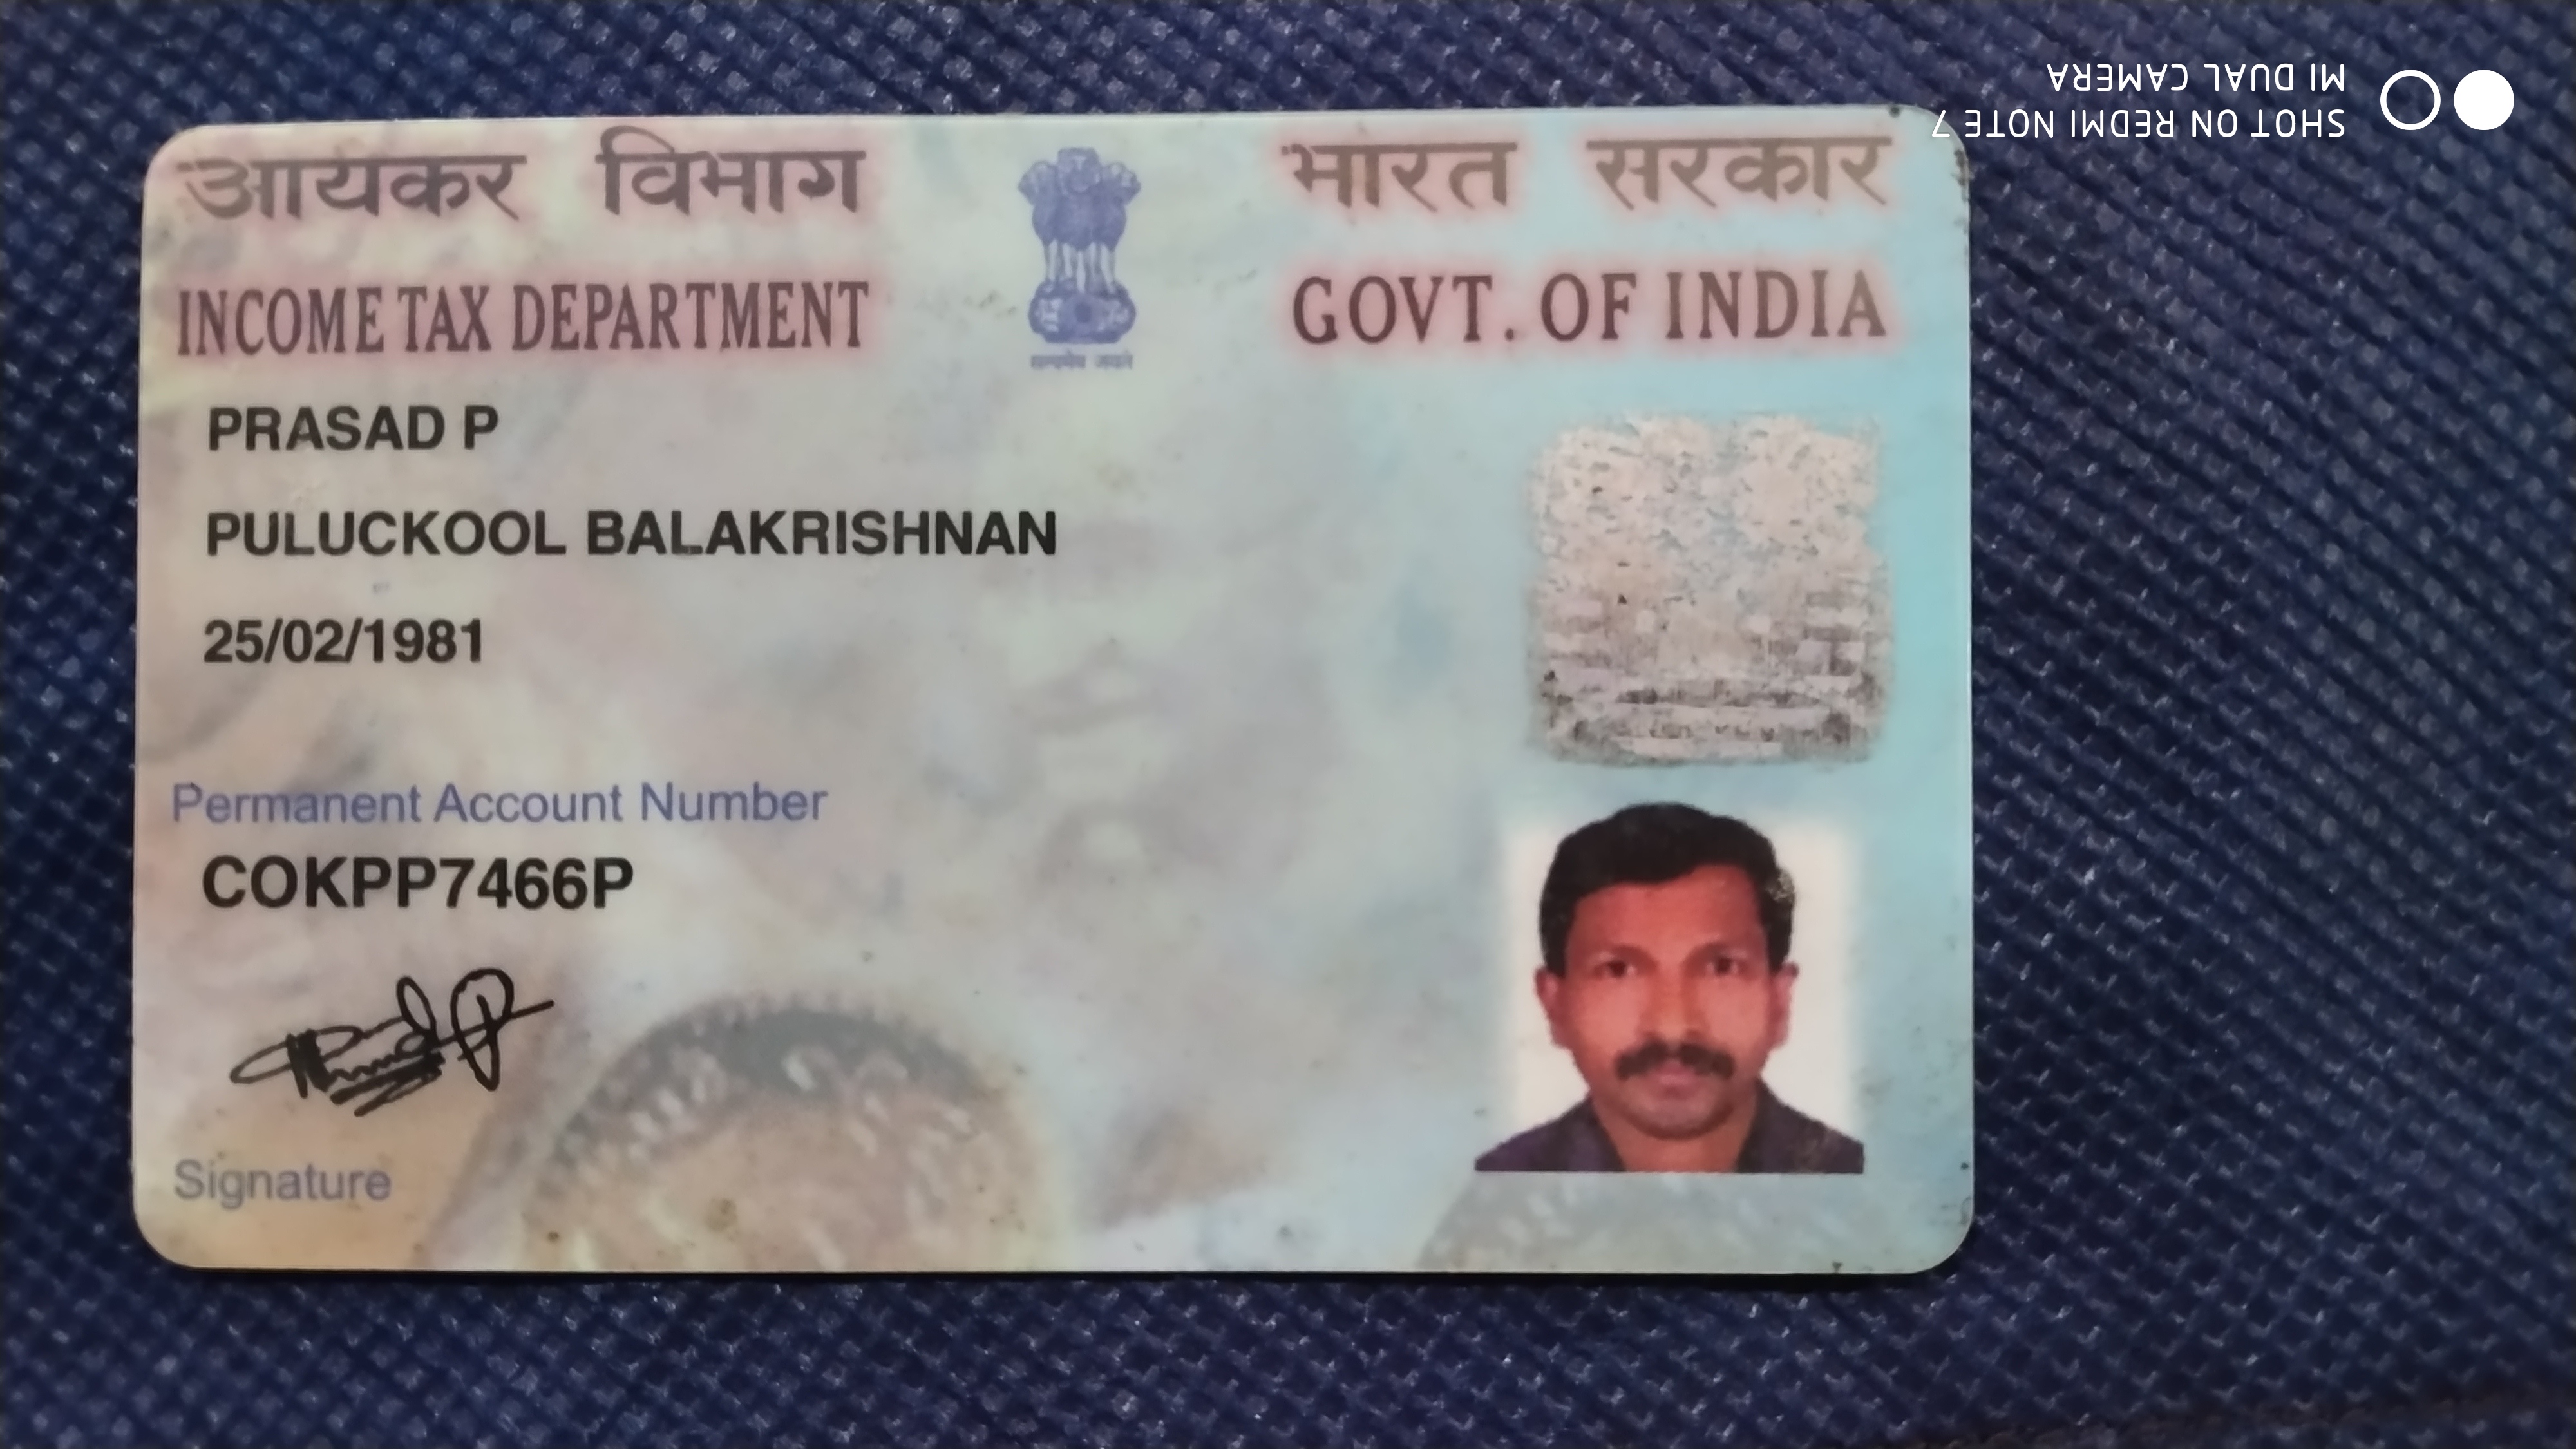 आयकर विभाग
INCOME TAX DEPARTMENT
भारत सरकार
GOVT. OF INDIA
PRASAD P
PULUCKOOL BALAKRISHNAN
25/02/1981
Permanent Account Number
COKPP7466P
Signature
SHOT ON REDMI NOTE 7
MI DUAL CAMERA